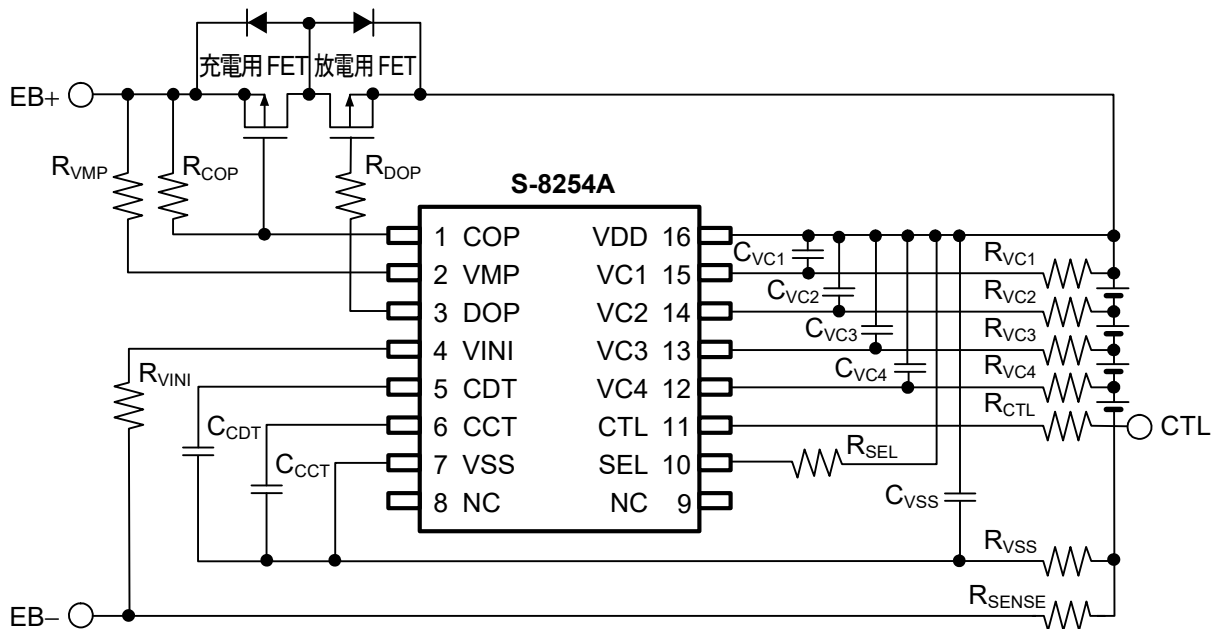 充電用 FET 放電用 FET
EB+
RVMP
RCOP
RDOP
S-8254A
1 COP VDD 16
2 VMP VC1 15
3 DOP VC2 14
4 VINI VC3 13
5 CDT VC4 12
6 CCT CTL 11
7 VSS SEL 10
8 NC NC 9
CVC1
CVC2
CVC3
CVC4
RVC1
RVC2
RVC3
RVC4
RCTL
CTL
RVINI
CCDT
CCCT
RSEL
CVSS
RVSS
RSENSE
EB−